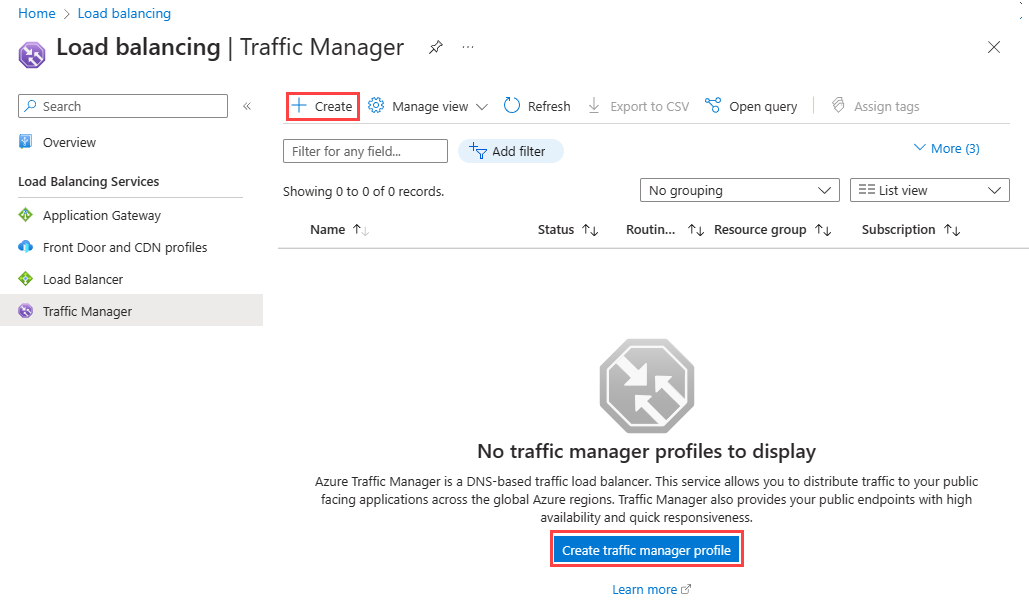 Home > Load balancing
Load balancing | Traffic Manager
Search
Overview
Load Balancing Services
Application Gateway
Front Door and CDN profiles
Load Balancer
Traffic Manager
Create Manage view Refresh Export to CSV Open query Assign tags
Filter for any field... Add filter More (3)
Showing 0 to 0 of 0 records. No grouping List view
Name Status Routin... Resource group Subscription
No traffic manager profiles to display
Azure Traffic Manager is a DNS-based traffic load balancer. This service allows you to distribute traffic to your public
facing applications across the global Azure regions. Traffic Manager also provides your public endpoints with high
availability and quick responsiveness.
Create traffic manager profile
Learn more